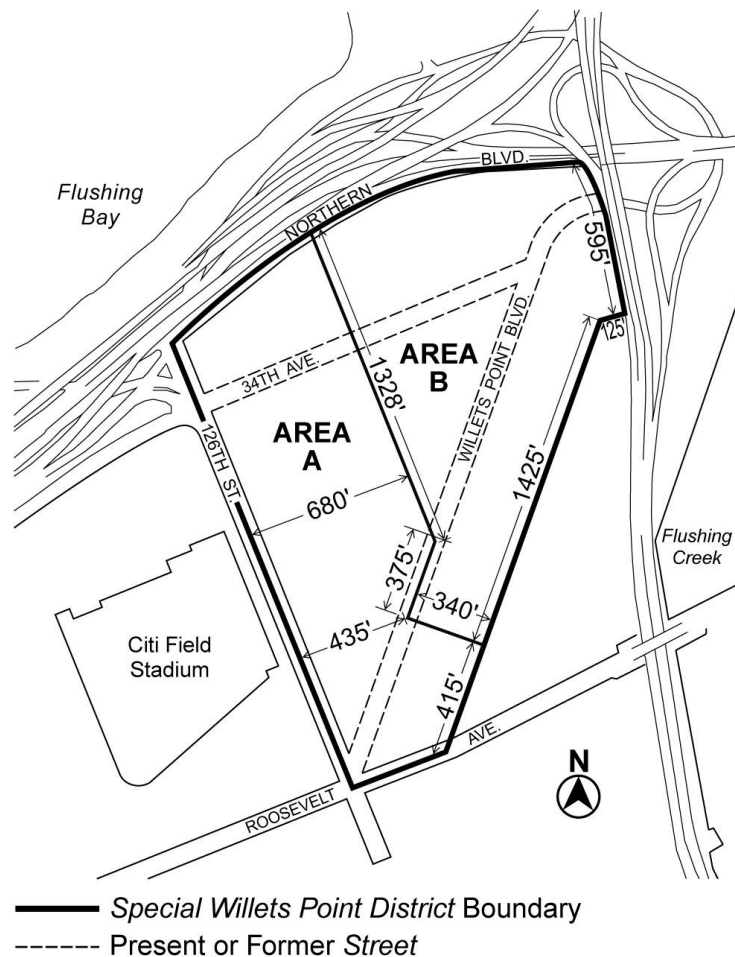 Flushing
Bay
NORTHERN
BLVD.
595'
125'
34TH AVE.
1328'
AREA
B
WILLETS POINT BLVD.
AREA
A
126TH ST.
680'
1425'
375'
340'
435'
415'
Flushing
Creek
Citi Field
Stadium
ROOSEVELT
AVE.
N
Special Willets Point District Boundary
Present or Former Street